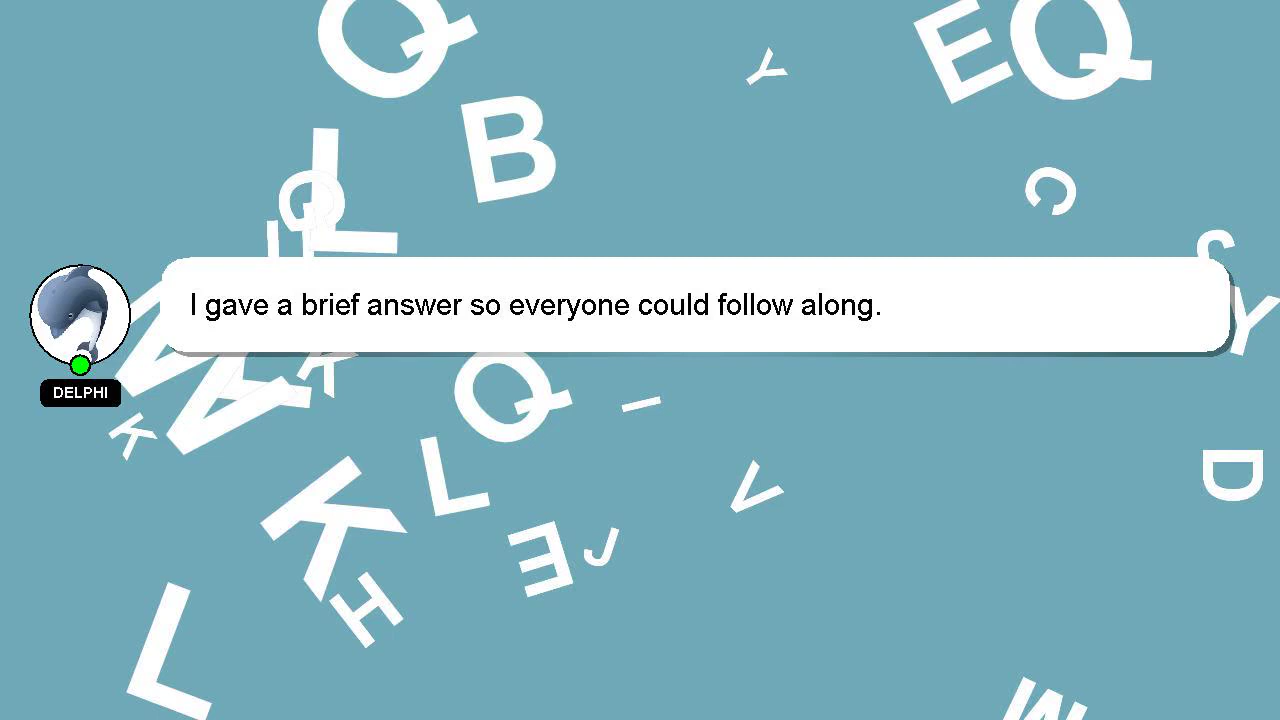 I gave a brief answer so everyone could follow along.
DELPHI
Q
E
Q
Y
B
L
Q
C
S
Y
K
K
Q
I
L
V
D
K
E
J
H
L
M